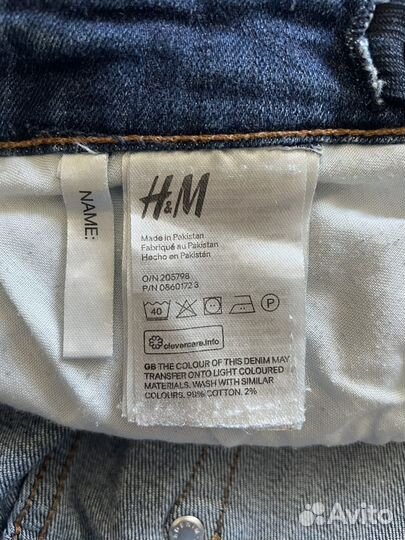 NAME:
H&M
Made in Pakistan
Fabriqué au Pakistan
Hecho en Pakistán
O/N 205798
P/N 0860172 3
40
P
clevercare.info
GB THE COLOUR OF THIS DENIM MAY
TRANSFER ONTO LIGHT COLOURED
MATERIALS. WASH WITH SIMILAR
COLOURS. 98% COTTON. 2%
Avito